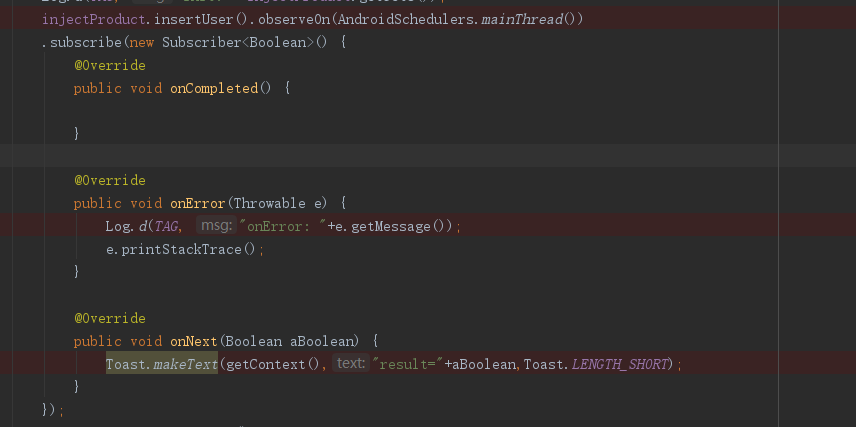 injectProduct.insertUser().observeOn(AndroidSchedulers.mainThread())
.subscribe(new Subscriber<Boolean>() {
@Override
public void onCompleted() {
}
@Override
public void onError(Throwable e) {
Log.d(TAG, msg: "onError: "+e.getMessage());
e.printStackTrace();
}
@Override
public void onNext(Boolean aBoolean) {
Toast.makeText(getContext(), text: "result="+aBoolean,Toast.LENGTH_SHORT);
}
});